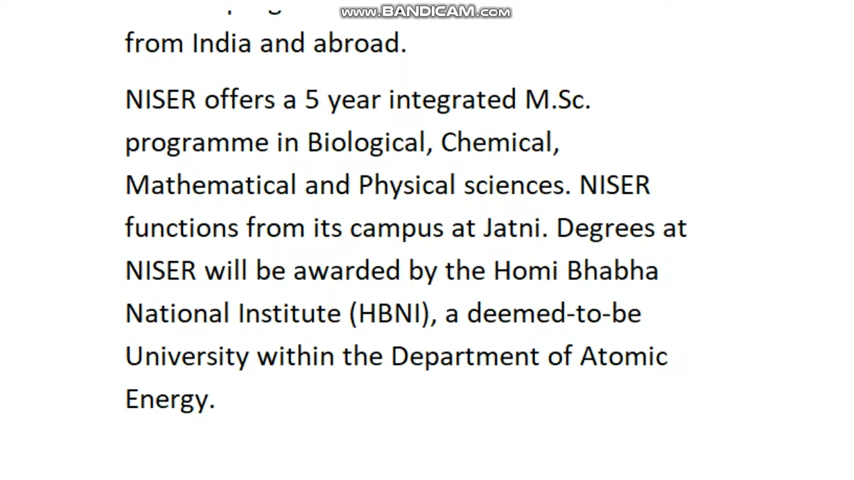 www.BANDICAM.com
from India and abroad.
NISER offers a 5 year integrated M.Sc.
programme in Biological, Chemical,
Mathematical and Physical sciences. NISER
functions from its campus at Jatni. Degrees at
NISER will be awarded by the Homi Bhabha
National Institute (HBNI), a deemed-to-be
University within the Department of Atomic
Energy.